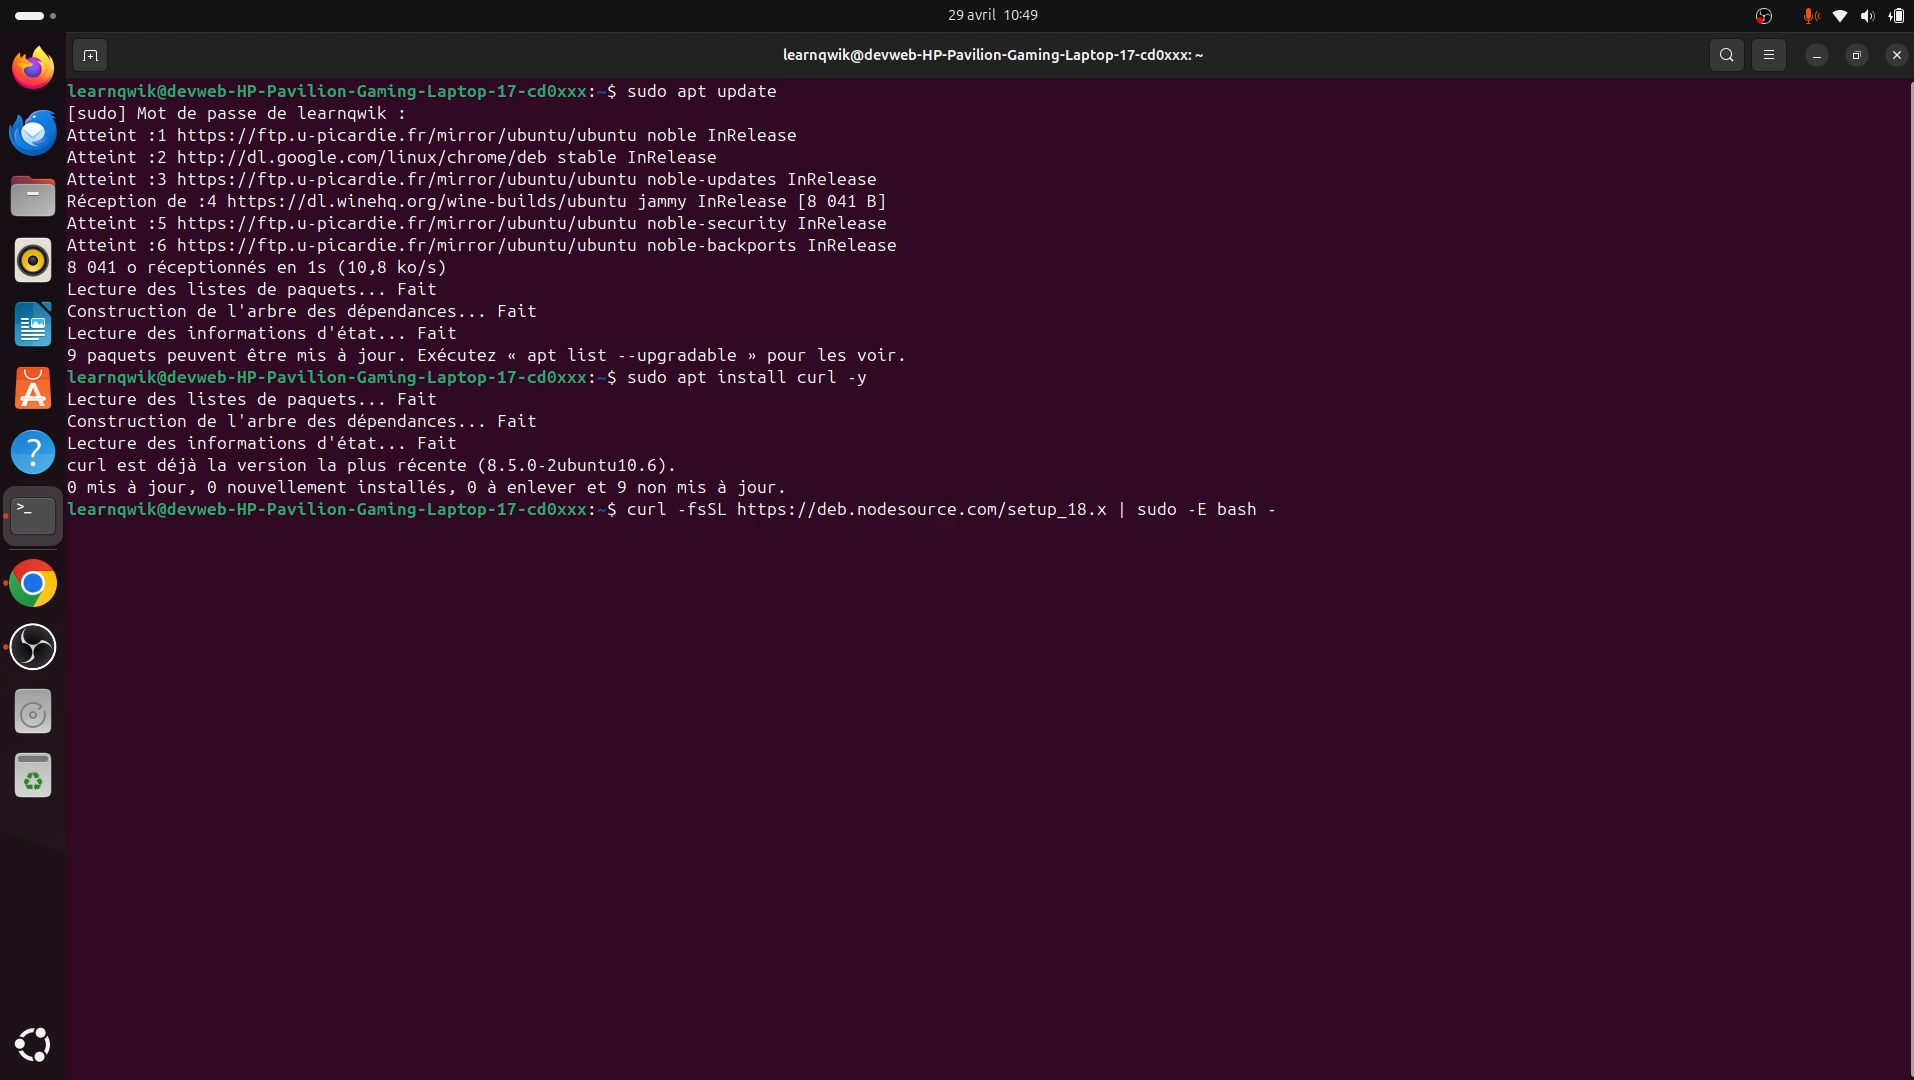 29 avril 10:49
learnqwik@devweb-HP-Pavilion-Gaming-Laptop-17-cd0xxx: ~
learnqwik@devweb-HP-Pavilion-Gaming-Laptop-17-cd0xxx:~$ sudo apt update
[sudo] Mot de passe de learnqwik :
Atteint :1 https://ftp.u-picardie.fr/mirror/ubuntu/ubuntu noble InRelease
Atteint :2 http://dl.google.com/linux/chrome/deb stable InRelease
Atteint :3 https://ftp.u-picardie.fr/mirror/ubuntu/ubuntu noble-updates InRelease
Réception de :4 https://dl.winehq.org/wine-builds/ubuntu jammy InRelease [8 041 B]
Atteint :5 https://ftp.u-picardie.fr/mirror/ubuntu/ubuntu noble-security InRelease
Atteint :6 https://ftp.u-picardie.fr/mirror/ubuntu/ubuntu noble-backports InRelease
8 041 o réceptionnés en 1s (10,8 ko/s)
Lecture des listes de paquets... Fait
Construction de l'arbre des dépendances... Fait
Lecture des informations d'état... Fait
9 paquets peuvent être mis à jour. Exécutez « apt list --upgradable » pour les voir.
learnqwik@devweb-HP-Pavilion-Gaming-Laptop-17-cd0xxx:~$ sudo apt install curl -y
Lecture des listes de paquets... Fait
Construction de l'arbre des dépendances... Fait
Lecture des informations d'état... Fait
curl est déjà la version la plus récente (8.5.0-2ubuntu10.6).
0 mis à jour, 0 nouvellement installés, 0 à enlever et 9 non mis à jour.
learnqwik@devweb-HP-Pavilion-Gaming-Laptop-17-cd0xxx:~$ curl -fsSL https://deb.nodesource.com/setup_18.x | sudo -E bash -